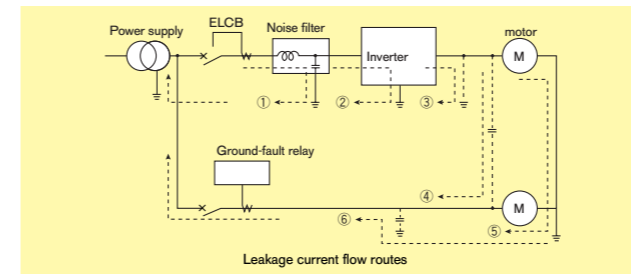 Power supply
ELCB
Noise filter
Inverter
motor
M
① ② ③
Ground-fault relay
④
M
⑥
⑤
Leakage current flow routes